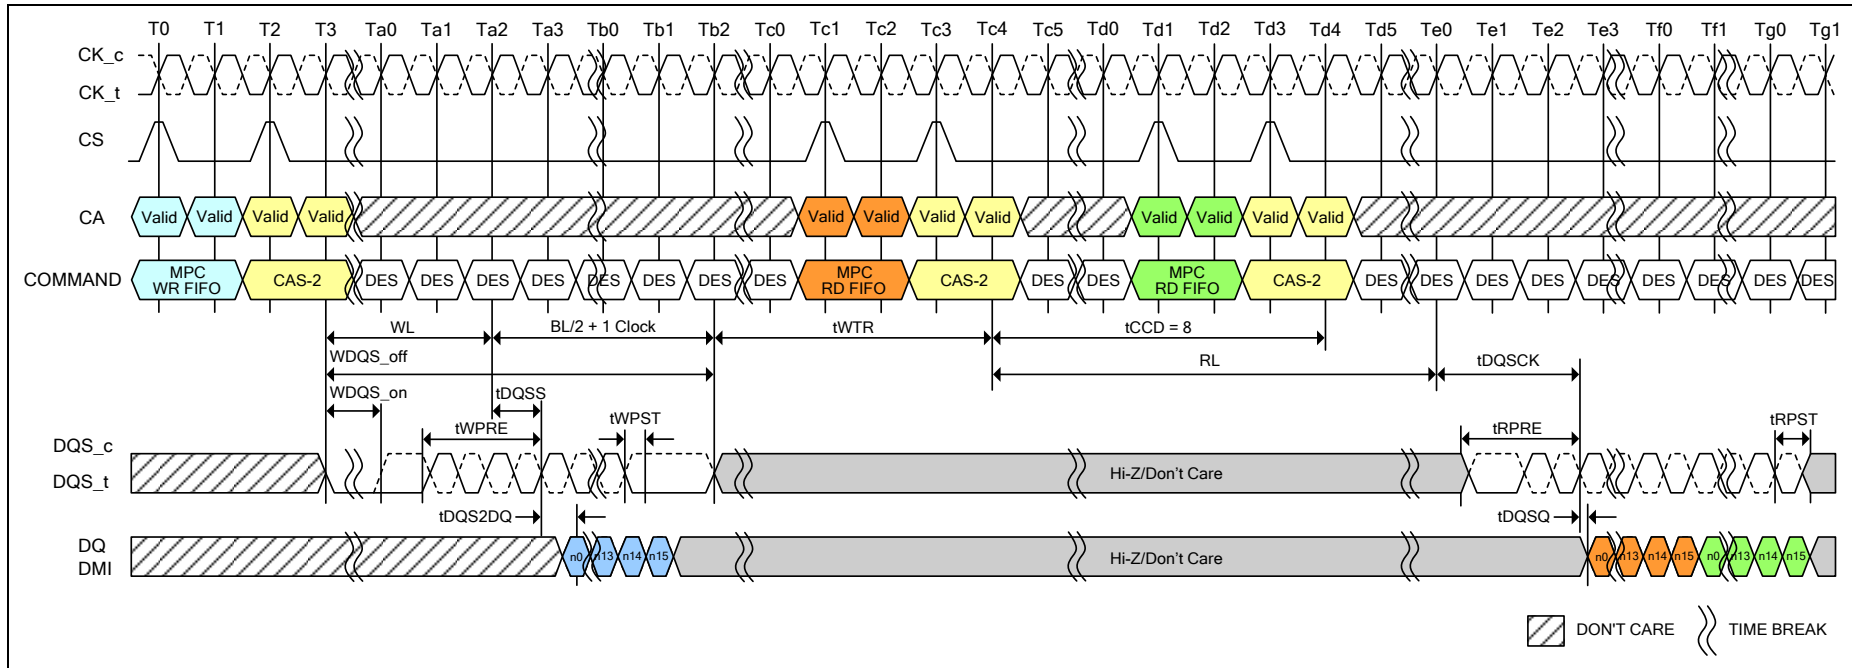 T0 T1 T2 T3 Ta0 Ta1 Ta2 Ta3 Tb0 Tb1 Tb2 Tc0 Tc1 Tc2 Tc3 Tc4 Tc5 Td0 Td1 Td2 Td3 Td4 Td5 Te0 Te1 Te2 Te3 Tf0 Tf1 Tg0 Tg1
CK_c
CK_t
CS
CA Valid Valid Valid Valid Valid Valid Valid Valid Valid Valid Valid Valid
COMMAND MPC WR FIFO CAS-2 DES DES DES DES DES DES DES DES MPC RD FIFO CAS-2 DES DES MPC RD FIFO CAS-2 DES DES DES DES DES DES DES DES DES
WL BL/2 + 1 Clock tWTR tCCD = 8
WDQS_off RL tDQSCK
WDQS_on tDQSS
tWPRE tWPST tRPRE tRPST
DQS_c
DQS_t Hi-Z/Don't Care
tDQS2DQ tDQSQ
DQ
DMI n0 n13 n14 n15 Hi-Z/Don't Care n0 n13 n14 n15 n0 n13 n14 n15
DON'T CARE TIME BREAK